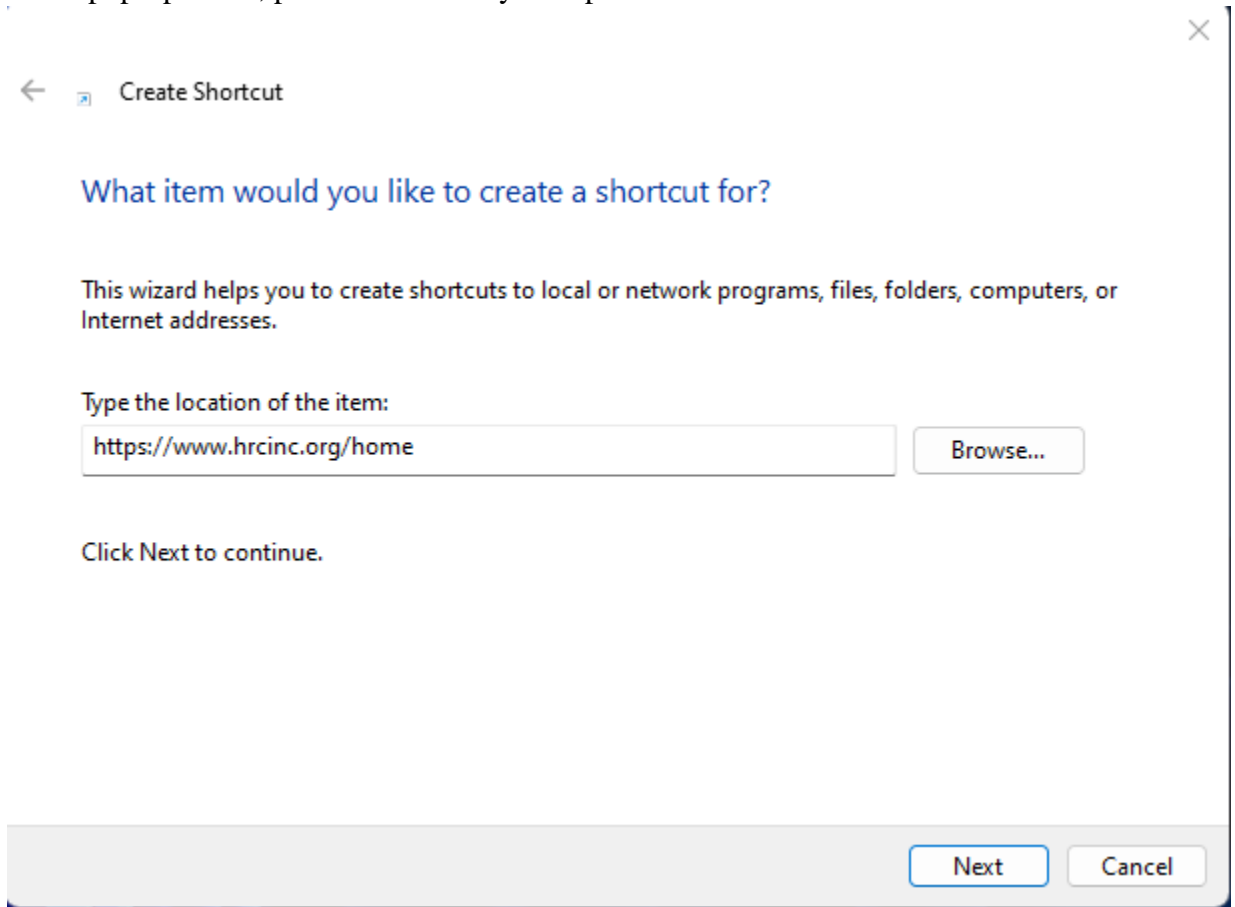 Create Shortcut
What item would you like to create a shortcut for?
This wizard helps you to create shortcuts to local or network programs, files, folders, computers, or
Internet addresses.
Type the location of the item:
https://www.hrcinc.org/home
Browse...
Click Next to continue.
Next
Cancel